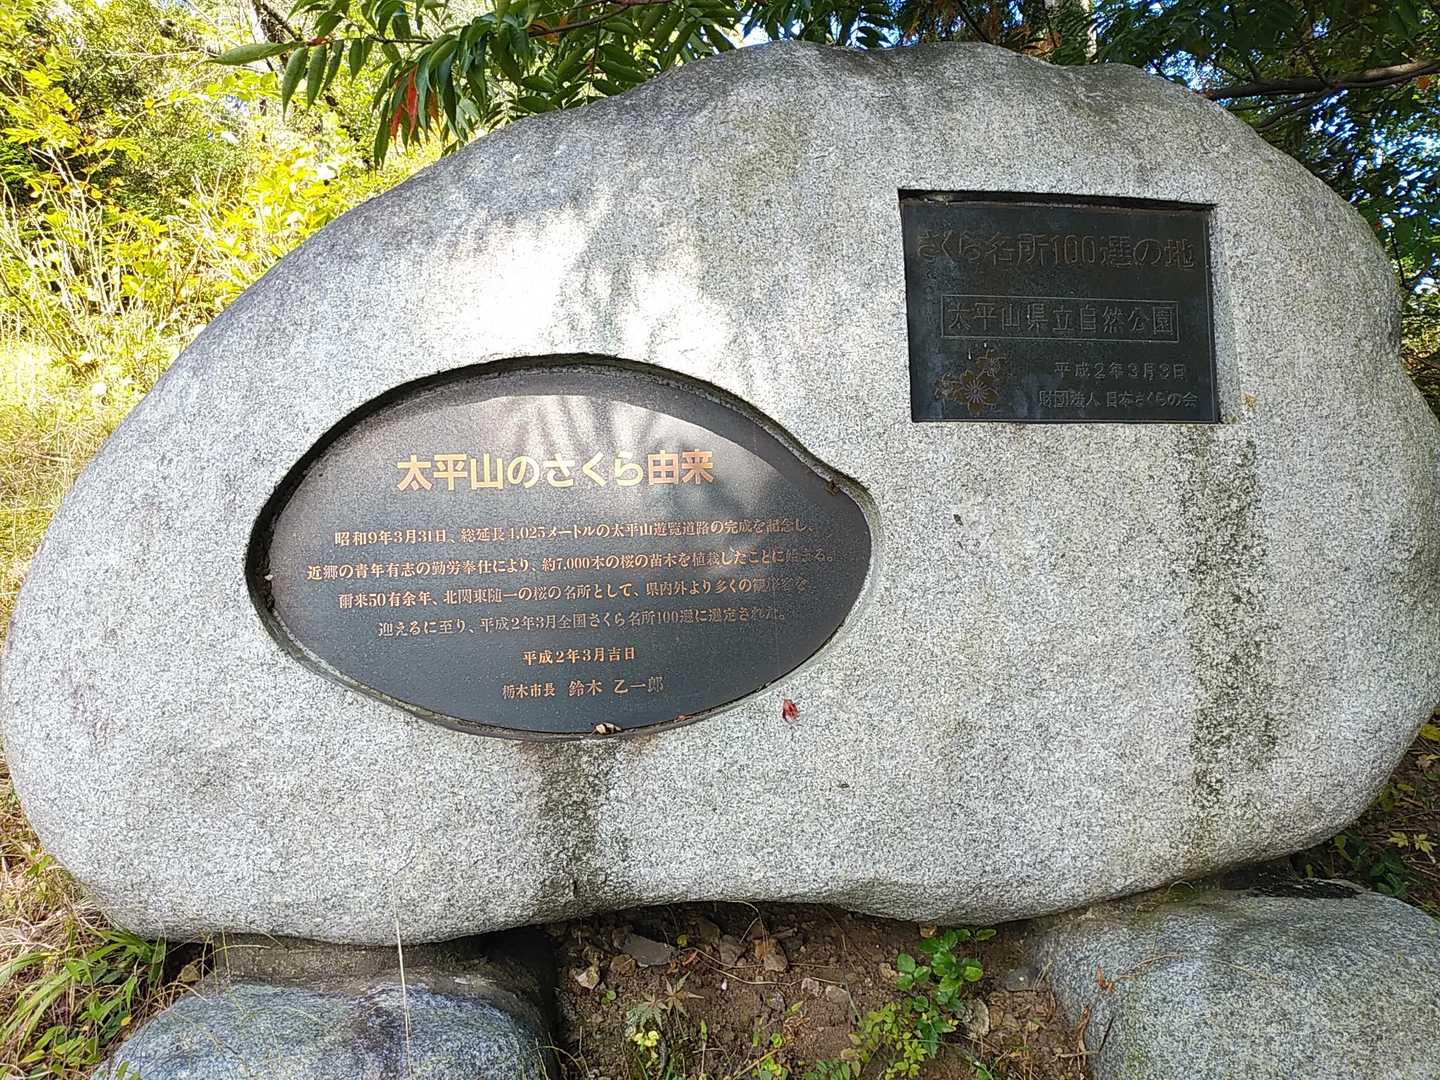 太平山のさくら由来
昭和9年3月31日、総延長4,025メートルの太平山遊覧道路の完成を記念し、
近郷の青年有志の勤労奉仕により、約7,000本の桜の苗木を植栽したことに始まる。
爾来50有余年、北関東随一の桜の名所として、県内外より多くの観光客を
迎えるに至り、平成2年3月全国さくら名所100選に選定された。
平成2年3月吉日
栃木市長 鈴木 乙一郎
さくら名所100選の地
太平山県立自然公園
平成2年3月3日
財団法人 日本さくらの会